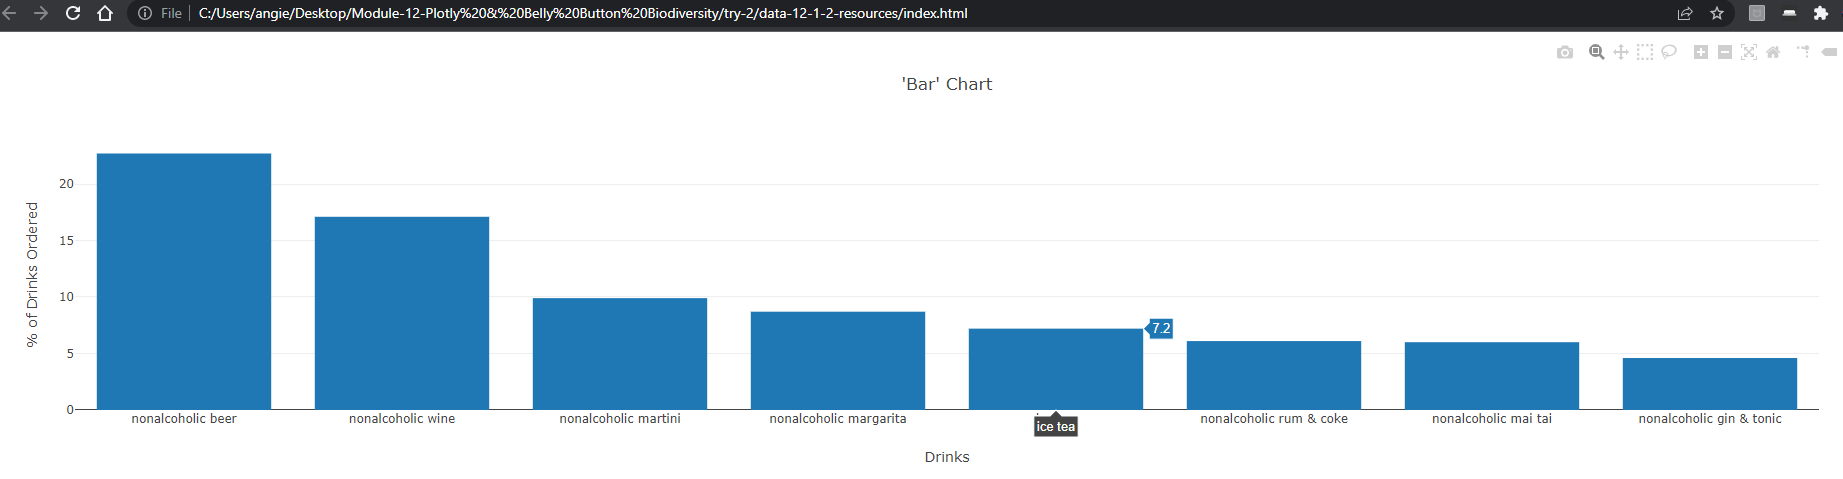 File C:/Users/angie/Desktop/Module-12-Plotly%20&%20Belly%20Button%20Biodiversity/try-2/data-12-1-2-resources/index.html
'Bar' Chart
% of Drinks Ordered
20
15
10
5
0
7.2
nonalcoholic beer nonalcoholic wine nonalcoholic martini nonalcoholic margarita ice tea nonalcoholic rum & coke nonalcoholic mai tai nonalcoholic gin & tonic
Drinks